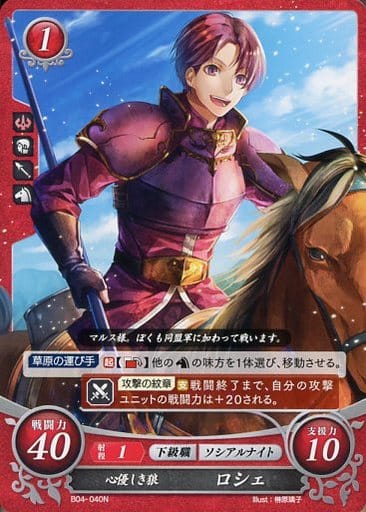 1
マルス様。ぼくも同盟軍に加わって戦います。
草原の運び手 起 他の の味方を1体選び、移動させる。
攻撃の紋章 支 戦闘終了まで、自分の攻撃
ユニットの戦闘力は+20される。
戦闘力
40
射程 1 下級職 ソシアルナイト
支援力
10
心優しき狼 ロシェ
B04-040N
Illust：榊原瑞子